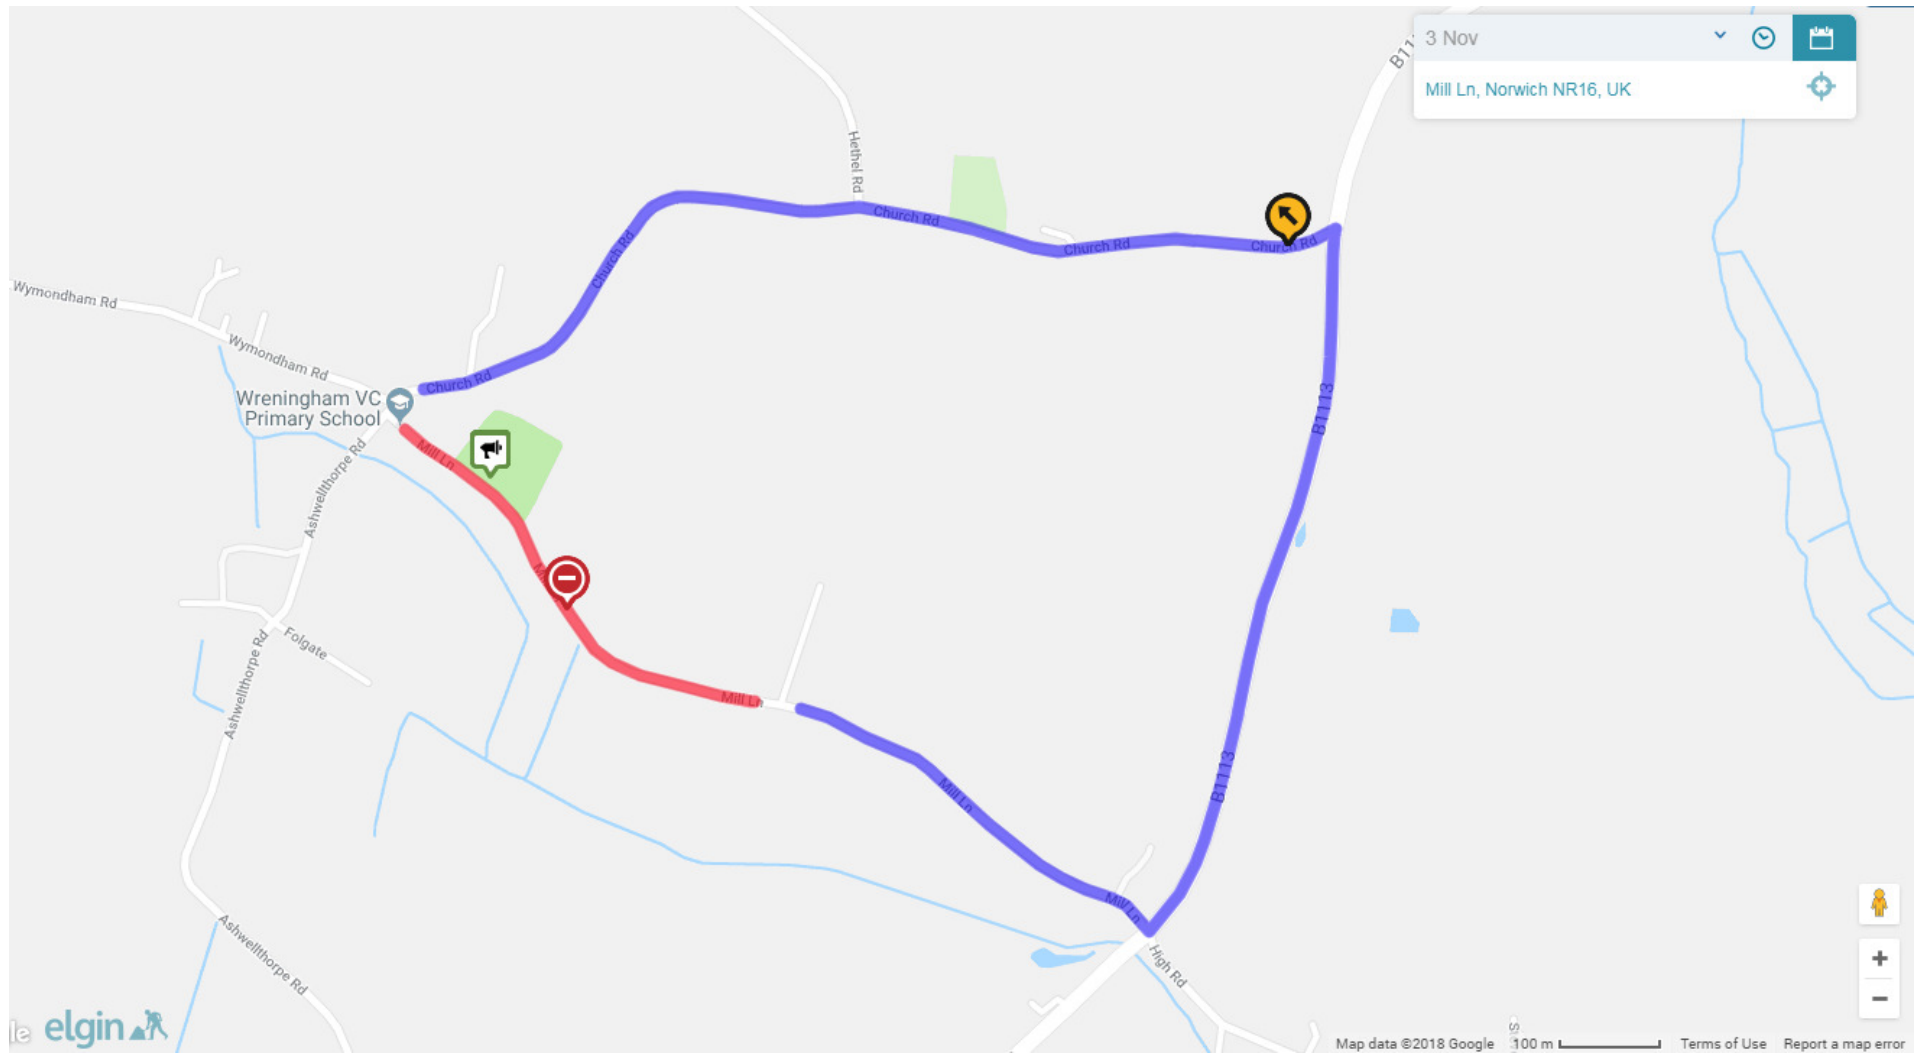 3 Nov
Mill Ln, Norwich NR16, UK
Hethel Rd
Church Rd
Church Rd
Church Rd
Church Rd
Church Rd
Wymondham Rd
Wymondham Rd
Wreningham VC
Primary School
Mill Ln
Ashwellthorpe Rd
B1113
Folgate
Ashwellthorpe Rd
Mill Ln
B1113
Mill Ln
Mill Ln
High Rd
Ashwellthorpe Rd
elgin
Map data ©2018 Google
100 m
Terms of Use
Report a map error